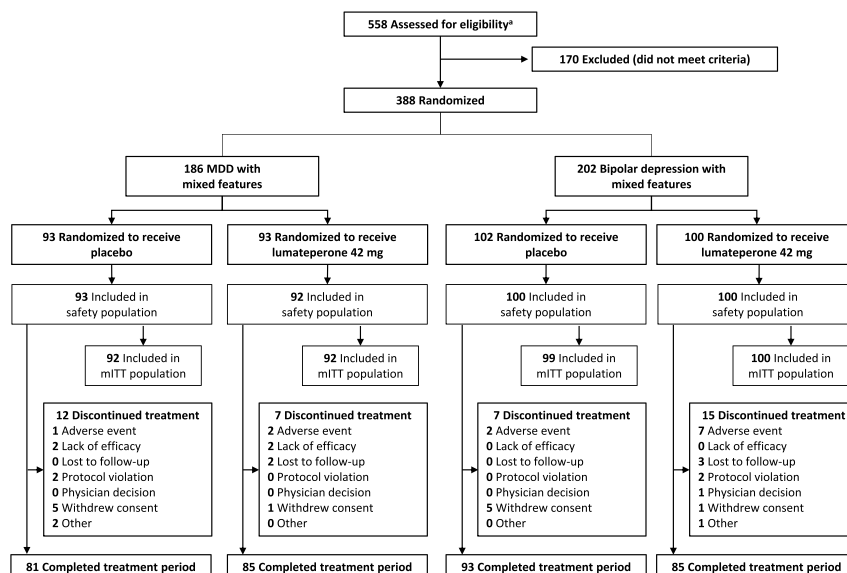 558 Assessed for eligibilityª
170 Excluded (did not meet criteria)
388 Randomized
186 MDD with
mixed features
202 Bipolar depression with
mixed features
93 Randomized to receive
placebo
93 Randomized to receive
lumateperone 42 mg
102 Randomized to receive
placebo
100 Randomized to receive
lumateperone 42 mg
93 Included in
safety population
92 Included in
safety population
100 Included in
safety population
100 Included in
safety population
92 Included in
mITT population
92 Included in
mITT population
99 Included in
mITT population
100 Included in
mITT population
12 Discontinued treatment
1 Adverse event
2 Lack of efficacy
0 Lost to follow-up
2 Protocol violation
0 Physician decision
5 Withdrew consent
2 Other
7 Discontinued treatment
2 Adverse event
2 Lack of efficacy
2 Lost to follow-up
0 Protocol violation
0 Physician decision
1 Withdrew consent
0 Other
7 Discontinued treatment
2 Adverse event
0 Lack of efficacy
0 Lost to follow-up
0 Protocol violation
0 Physician decision
5 Withdrew consent
0 Other
15 Discontinued treatment
7 Adverse event
0 Lack of efficacy
3 Lost to follow-up
2 Protocol violation
1 Physician decision
1 Withdrew consent
1 Other
81 Completed treatment period
85 Completed treatment period
93 Completed treatment period
85 Completed treatment period